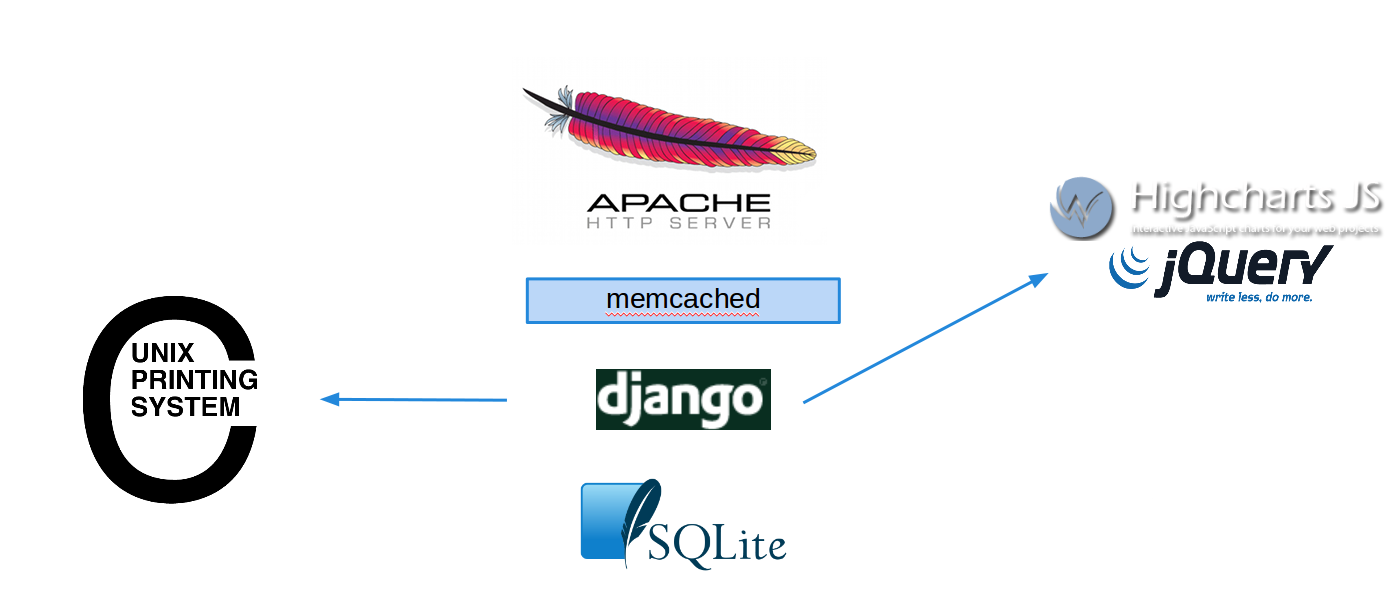 APACHE
HTTP SERVER
Highcharts JS
Interactive JavaScript charts for your web projects
jQuery
write less, do more.
memcached
UNIX
PRINTING
SYSTEM
django
SQLite